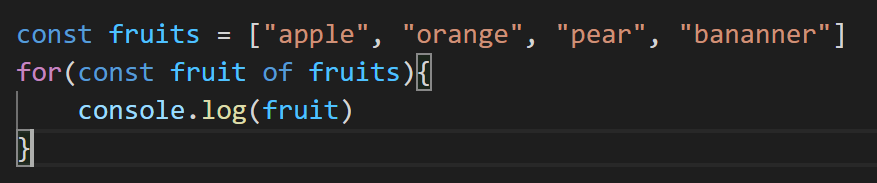 const fruits = ["apple", "orange", "pear", "bananner"]
for(const fruit of fruits){
    console.log(fruit)
}